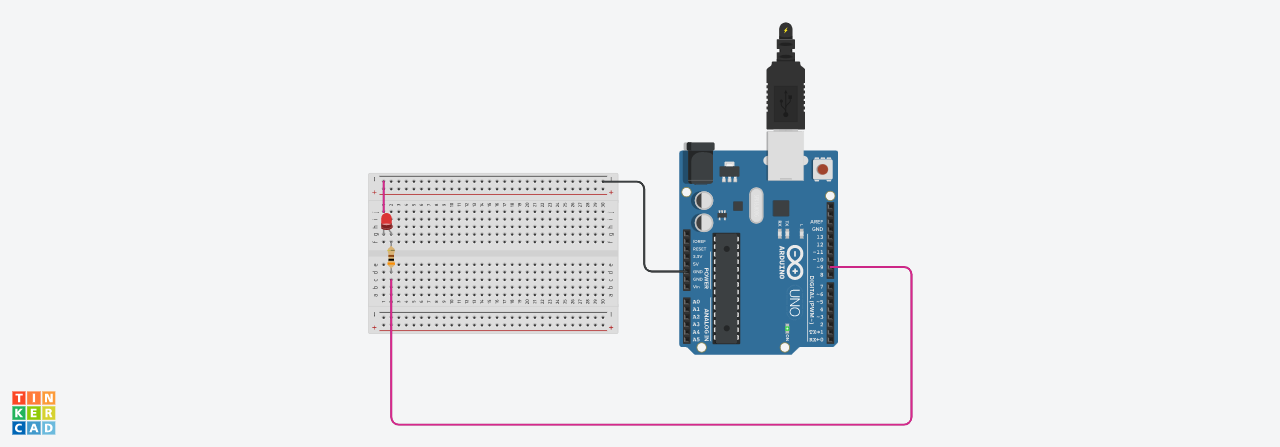 AREF
GND
13
12
~11
~10
~9
8
7
~6
~5
4
~3
2
TX→1
RX←0
DIGITAL (PWM~)
IOREF
RESET
3.3V
5V
GND
GND
Vin
POWER
A0
A1
A2
A3
A4
A5
ANALOG IN
RX
TX
L
ARDUINO
UNO
ON
TIN
KER
CAD